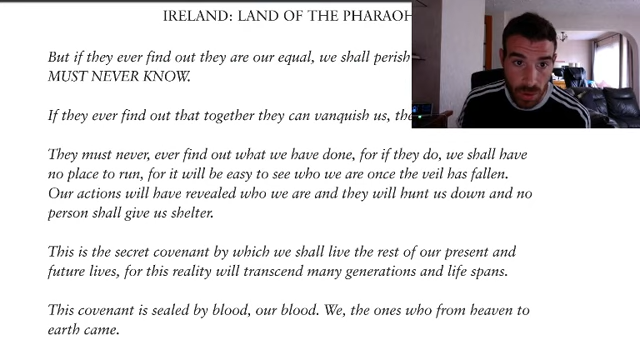 IRELAND: LAND OF THE PHARAOH
But if they ever find out they are our equal, we shall perish
MUST NEVER KNOW.
If they ever find out that together they can vanquish us, the
They must never, ever find out what we have done, for if they do, we shall have
no place to run, for it will be easy to see who we are once the veil has fallen.
Our actions will have revealed who we are and they will hunt us down and no
person shall give us shelter.
This is the secret covenant by which we shall live the rest of our present and
future lives, for this reality will transcend many generations and life spans.
This covenant is sealed by blood, our blood. We, the ones who from heaven to
earth came.